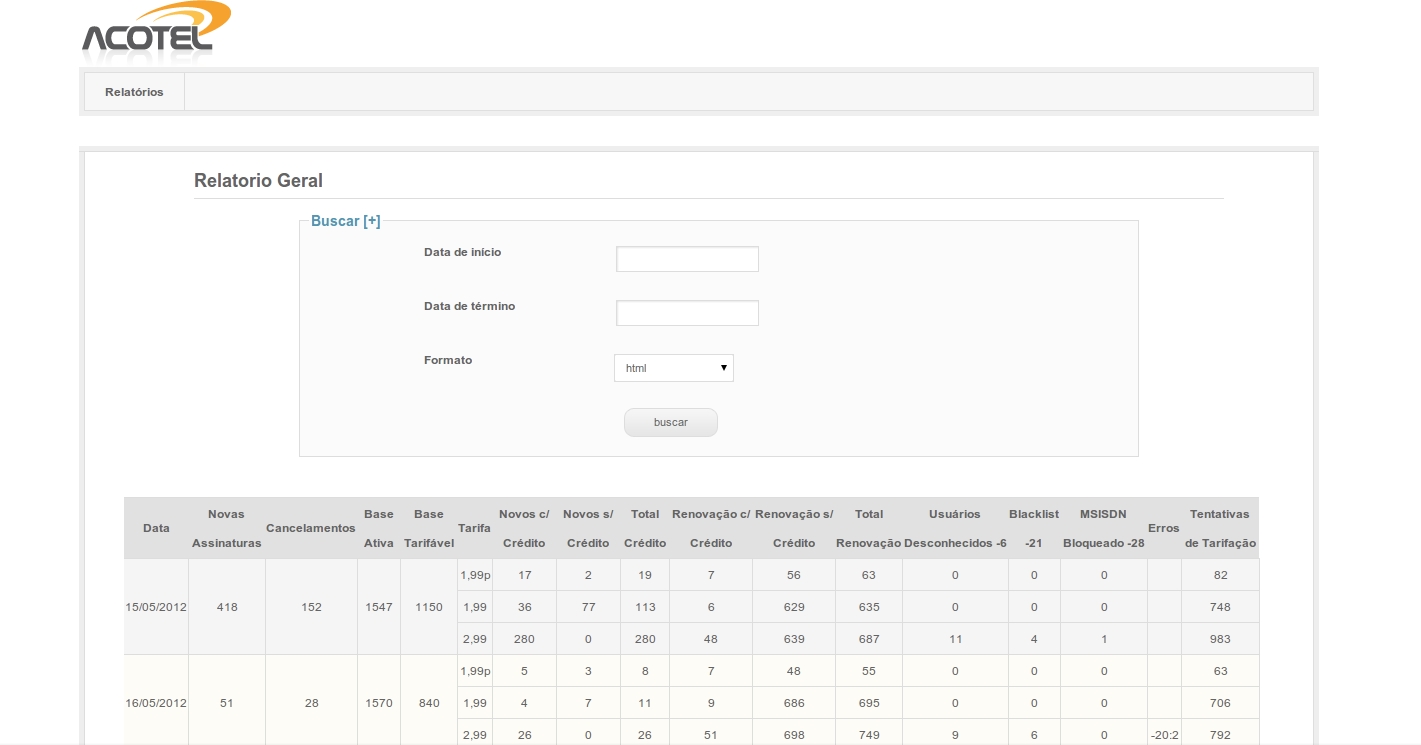 ACOTEL
Relatórios
Relatorio Geral
Buscar [+]
Data de início
Data de término
Formato
html
buscar
Data Novas Assinaturas Cancelamentos Base Ativa Base Tarifável Tarifa Novos c/ Crédito Novos s/ Crédito Total Crédito Renovação c/ Crédito Renovação s/ Crédito Total Renovação Usuários Desconhecidos -6 Blacklist -21 MSISDN Bloqueado -28 Erros Tentativas de Tarifação
15/05/2012 418 152 1547 1150
1,99p 17 2 19 7 56 63 0 0 0 82
1,99 36 77 113 6 629 635 0 0 0 748
2,99 280 0 280 48 639 687 11 4 1 983
16/05/2012 51 28 1570 840
1,99p 5 3 8 7 48 55 0 0 0 63
1,99 4 7 11 9 686 695 0 0 0 706
2,99 26 0 26 51 698 749 9 6 0 -20:2 792